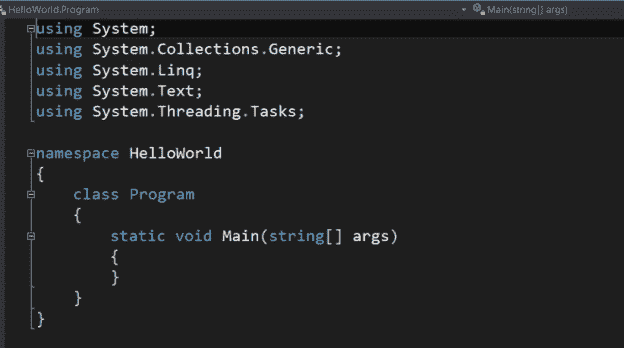 HelloWorld.Program Main(string[] args)
using System;
using System.Collections.Generic;
using System.Linq;
using System.Text;
using System.Threading.Tasks;
namespace HelloWorld
{
class Program
{
static void Main(string[] args)
{
}
}
}